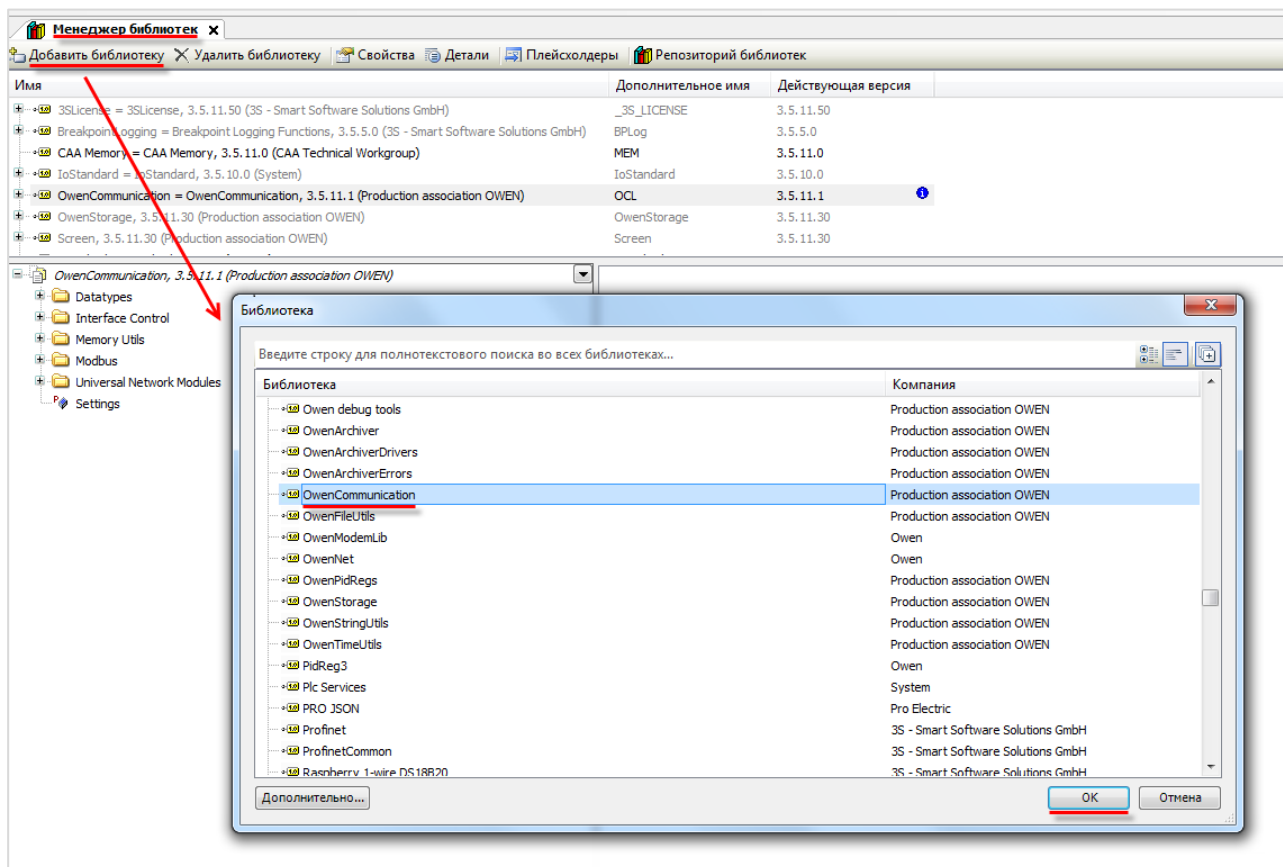 Менеджер библиотек x
Добавить библиотеку Удалить библиотеку Свойства Детали Плейсхолдеры Репозиторий библиотек
Имя Дополнительное имя Действующая версия
3SLicense = 3SLicense, 3.5.11.50 (3S - Smart Software Solutions GmbH) _3S_LICENSE 3.5.11.50
BreakpointLogging = Breakpoint Logging Functions, 3.5.5.0 (3S - Smart Software Solutions GmbH) BPLog 3.5.5.0
CAA Memory = CAA Memory, 3.5.11.0 (CAA Technical Workgroup) MEM 3.5.11.0
IoStandard = IoStandard, 3.5.10.0 (System) IoStandard 3.5.10.0
OwenCommunication = OwenCommunication, 3.5.11.1 (Production association OWEN) OCL 3.5.11.1
OwenStorage, 3.5.11.30 (Production association OWEN) OwenStorage 3.5.11.30
Screen, 3.5.11.30 (Production association OWEN) Screen 3.5.11.30
OwenCommunication, 3.5.11.1 (Production association OWEN)
Datatypes
Interface Control
Memory Utils
Modbus
Universal Network Modules
Settings
Библиотека
Введите строку для полнотекстового поиска во всех библиотеках...
Библиотека Компания
Owen debug tools Production association OWEN
OwenArchiver Production association OWEN
OwenArchiverDrivers Production association OWEN
OwenArchiverErrors Production association OWEN
OwenCommunication Production association OWEN
OwenFileUtils Production association OWEN
OwenModemLib Owen
OwenNet Owen
OwenPidRegs Production association OWEN
OwenStorage Production association OWEN
OwenStringUtils Production association OWEN
OwenTimeUtils Production association OWEN
PidReg3 Owen
Plc Services System
PRO JSON Pro Electric
Profinet 3S - Smart Software Solutions GmbH
ProfinetCommon 3S - Smart Software Solutions GmbH
Raspberry 1-wire DS18B20 3S - Smart Software Solutions GmbH
Дополнительно... OK Отмена